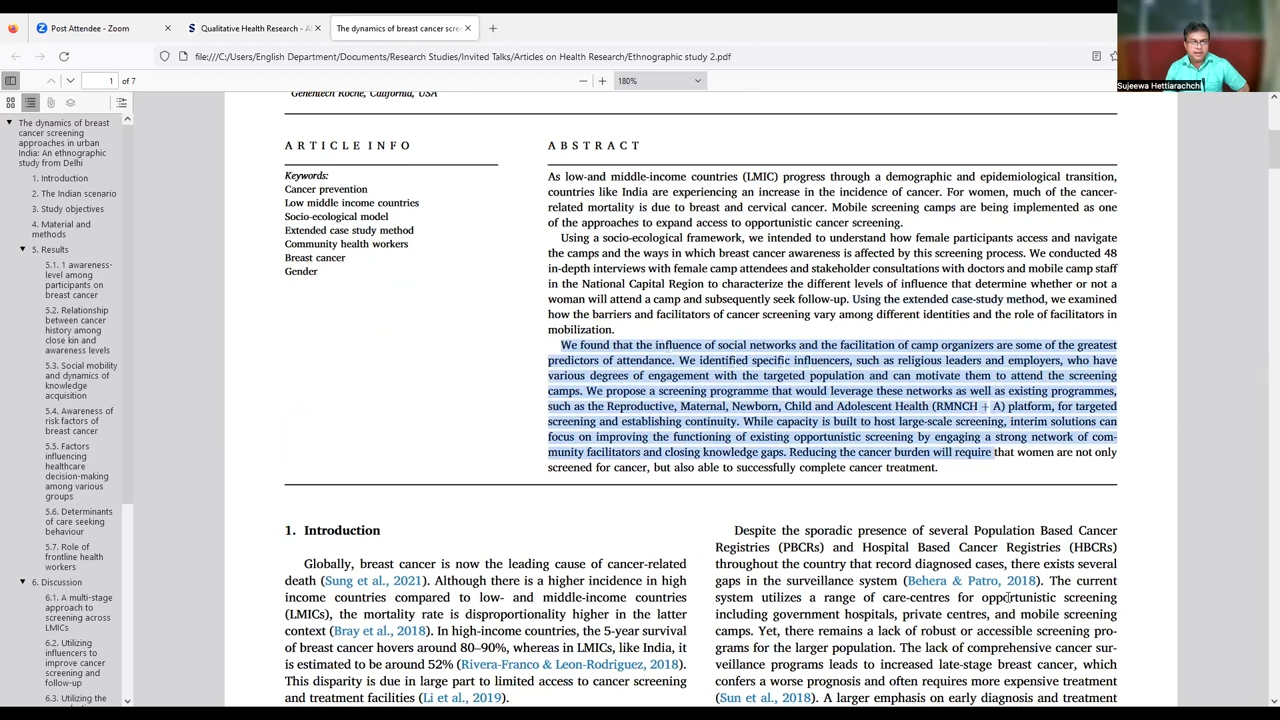 Post Attendee - Zoom
Qualitative Health Research - Al
The dynamics of breast cancer scree
file:///C:/Users/English Department/Documents/Research Studies/Invited Talks/Articles on Health Research/Ethnographic study 2.pdf
1 of 7
180%
Sujeewa Hettiarachchi
The dynamics of breast
cancer screening
approaches in urban
India: An ethnographic
study from Delhi
1. Introduction
2. The Indian scenario
3. Study objectives
4. Material and
methods
5. Results
5.1. 1 awareness-
level among
participants on
breast cancer
5.2. Relationship
between cancer
history among
close kin and
awareness levels
5.3. Social mobility
and dynamics of
knowledge
acquisition
5.4. Awareness of
risk factors of
breast cancer
5.5. Factors
influencing
healthcare
decision-making
among various
groups
5.6. Determinants
of care seeking
behaviour
5.7. Role of
frontline health
workers
6. Discussion
6.1. A multi-stage
approach to
screening across
LMICs
6.2. Utilizing
influencers to
improve cancer
screening and
follow-up
6.3. Utilizing the
Genentech Roche, California, USA
ARTICLE INFO
Keywords:
Cancer prevention
Low middle income countries
Socio-ecological model
Extended case study method
Community health workers
Breast cancer
Gender
ABSTRACT
As low-and middle-income countries (LMIC) progress through a demographic and epidemiological transition,
countries like India are experiencing an increase in the incidence of cancer. For women, much of the cancer-
related mortality is due to breast and cervical cancer. Mobile screening camps are being implemented as one
of the approaches to expand access to opportunistic cancer screening.
Using a socio-ecological framework, we intended to understand how female participants access and navigate
the camps and the ways in which breast cancer awareness is affected by this screening process. We conducted 48
in-depth interviews with female camp attendees and stakeholder consultations with doctors and mobile camp staff
in the National Capital Region to characterize the different levels of influence that determine whether or not a
woman will attend a camp and subsequently seek follow-up. Using the extended case-study method, we examined
how the barriers and facilitators of cancer screening vary among different identities and the role of facilitators in
mobilization.
We found that the influence of social networks and the facilitation of camp organizers are some of the greatest
predictors of attendance. We identified specific influencers, such as religious leaders and employers, who have
various degrees of engagement with the targeted population and can motivate them to attend the screening
camps. We propose a screening programme that would leverage these networks as well as existing programmes,
such as the Reproductive, Maternal, Newborn, Child and Adolescent Health (RMNCH + A) platform, for targeted
screening and establishing continuity. While capacity is built to host large-scale screening, interim solutions can
focus on improving the functioning of existing opportunistic screening by engaging a strong network of com-
munity facilitators and closing knowledge gaps. Reducing the cancer burden will require that women are not only
screened for cancer, but also able to successfully complete cancer treatment.
1. Introduction
Globally, breast cancer is now the leading cause of cancer-related
death (Sung et al., 2021). Although there is a higher incidence in high
income countries compared to low- and middle-income countries
(LMICs), the mortality rate is disproportionality higher in the latter
context (Bray et al., 2018). In high-income countries, the 5-year survival
of breast cancer hovers around 80–90%, whereas in LMICs, like India, it
is estimated to be around 52% (Rivera-Franco & Leon-Rodriguez, 2018).
This disparity is due in large part to limited access to cancer screening
and treatment facilities (Li et al., 2019).
Despite the sporadic presence of several Population Based Cancer
Registries (PBCRs) and Hospital Based Cancer Registries (HBCRs)
throughout the country that record diagnosed cases, there exists several
gaps in the surveillance system (Behera & Patro, 2018). The current
system utilizes a range of care-centres for opportunistic screening
including government hospitals, private centres, and mobile screening
camps. Yet, there remains a lack of robust or accessible screening pro-
grams for the larger population. The lack of comprehensive cancer sur-
veillance programs leads to increased late-stage breast cancer, which
confers a worse prognosis and often requires more expensive treatment
(Sun et al., 2018). A larger emphasis on early diagnosis and treatment